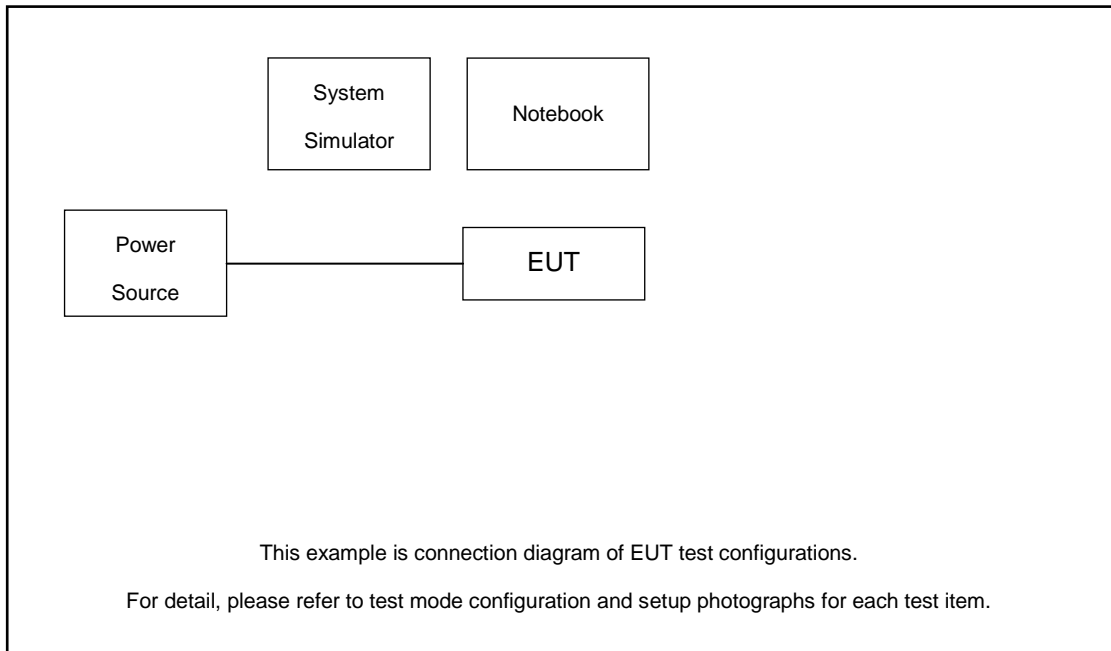 System
Simulator
Notebook
Power
Source
EUT
This example is connection diagram of EUT test configurations.
For detail, please refer to test mode configuration and setup photographs for each test item.